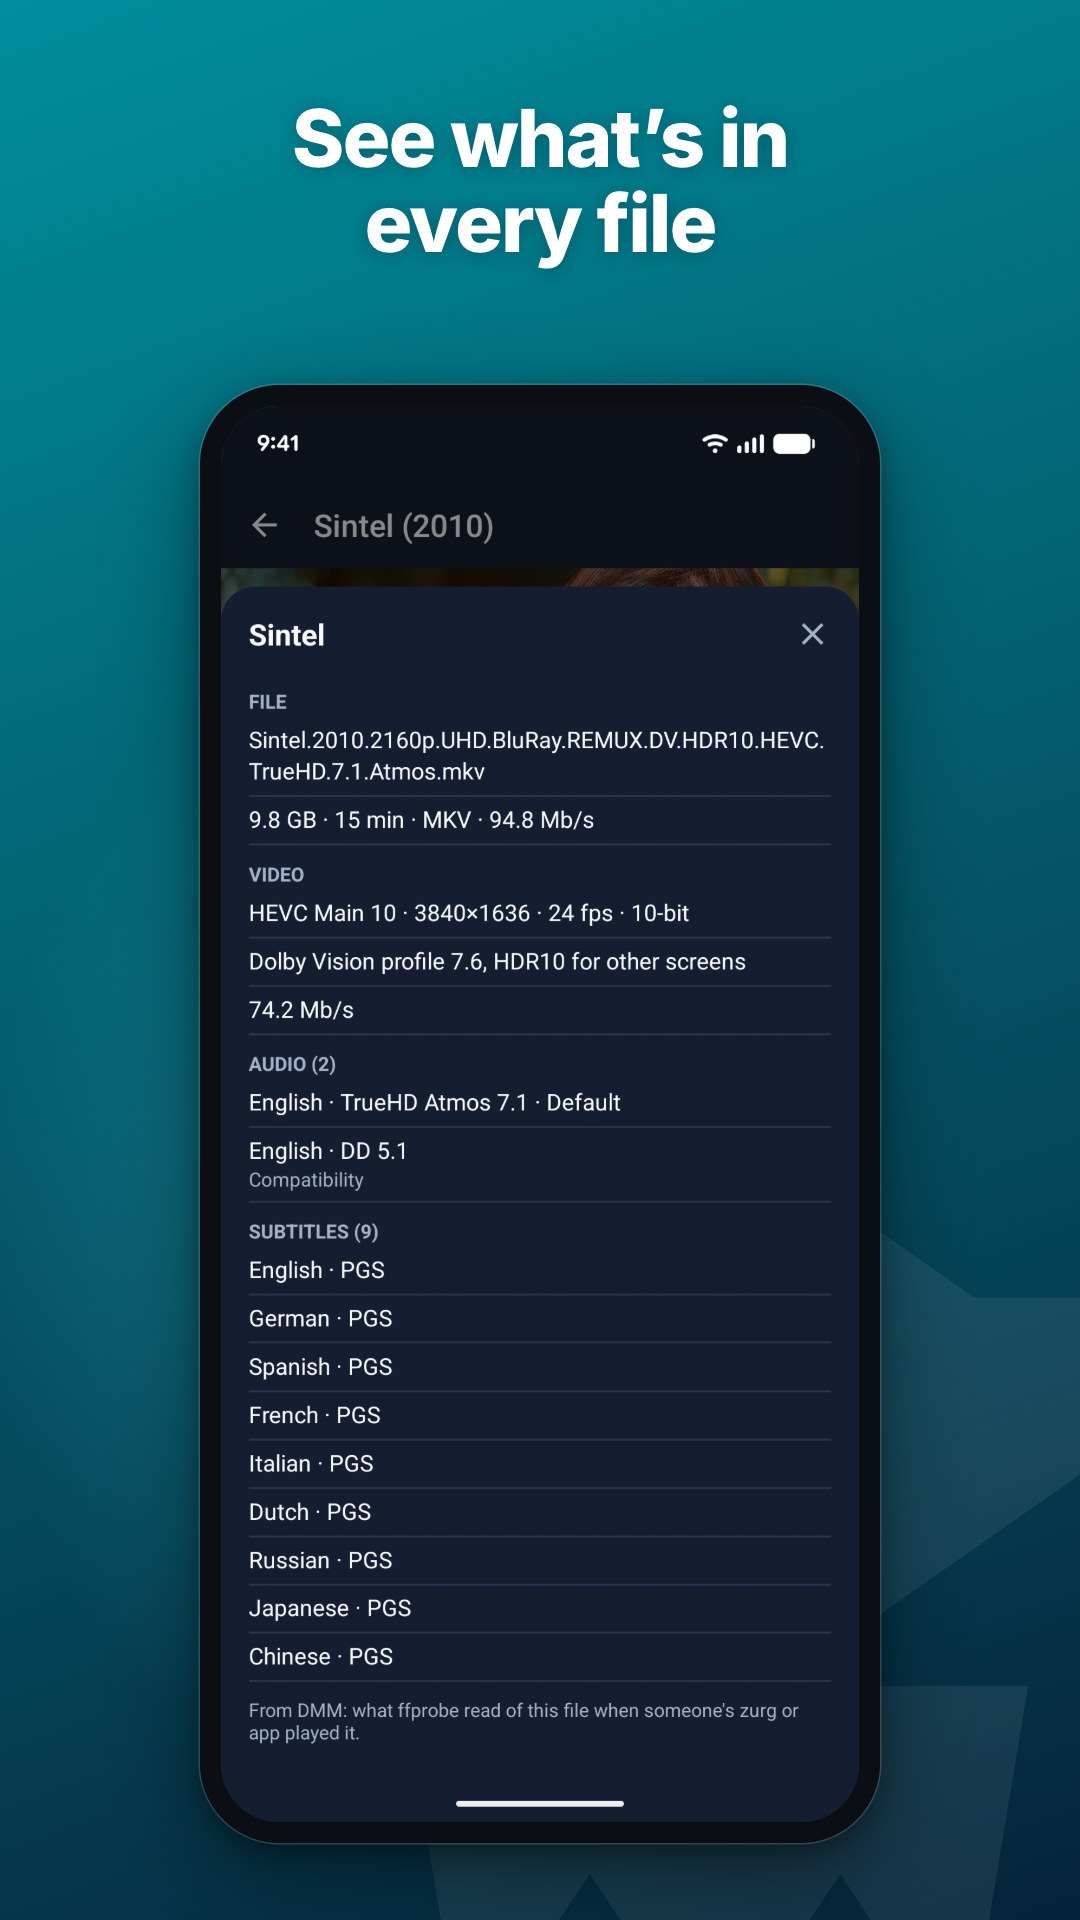 See what’s in
every file
9:41
Sintel (2010)
Sintel
FILE
Sintel.2010.2160p.UHD.BluRay.REMUX.DV.HDR10.HEVC.
TrueHD.7.1.Atmos.mkv
9.8 GB · 15 min · MKV · 94.8 Mb/s
VIDEO
HEVC Main 10 · 3840×1636 · 24 fps · 10-bit
Dolby Vision profile 7.6, HDR10 for other screens
74.2 Mb/s
AUDIO (2)
English · TrueHD Atmos 7.1 · Default
English · DD 5.1
Compatibility
SUBTITLES (9)
English · PGS
German · PGS
Spanish · PGS
French · PGS
Italian · PGS
Dutch · PGS
Russian · PGS
Japanese · PGS
Chinese · PGS
From DMM: what ffprobe read of this file when someone's zurg or
app played it.